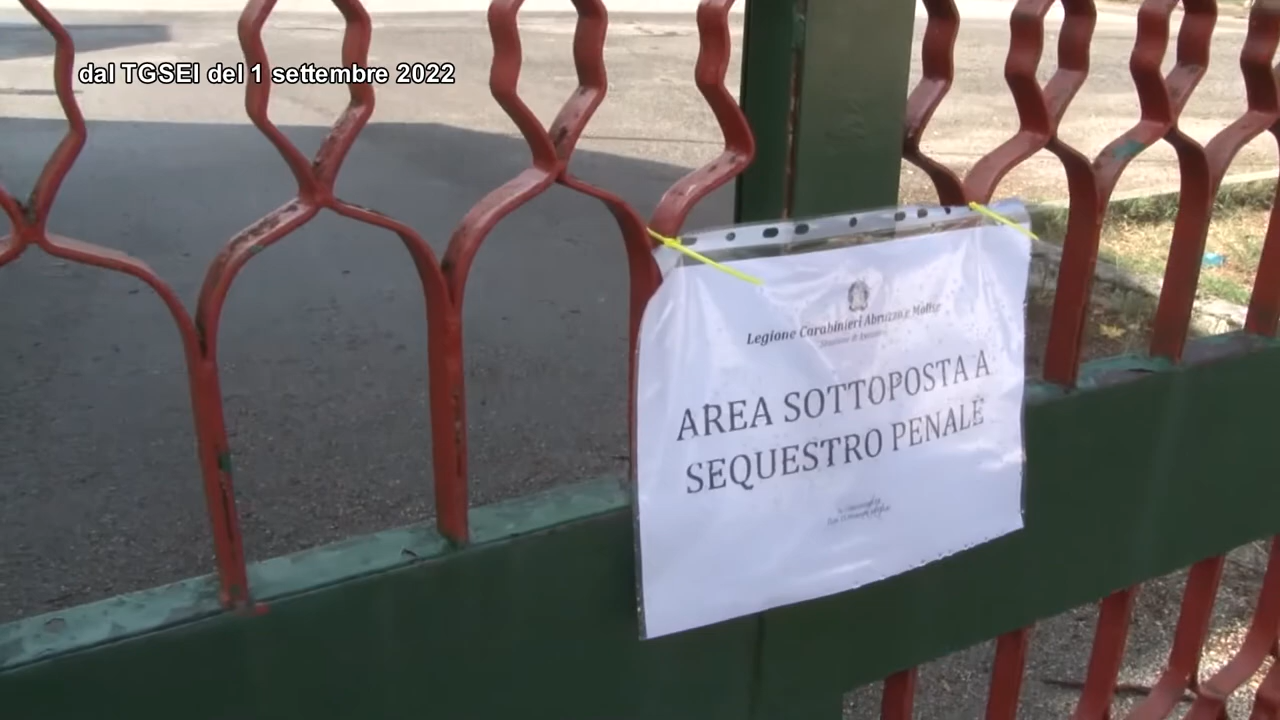 dal TGSEI del 1 settembre 2022
Legione Carabinieri Abruzzo e Molise
AREA SOTTOPOSTA A
SEQUESTRO PENALE